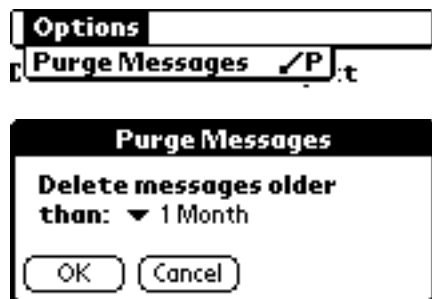 Options
Purge Messages /P
Purge Messages
Delete messages older
than: 1 Month
OK Cancel